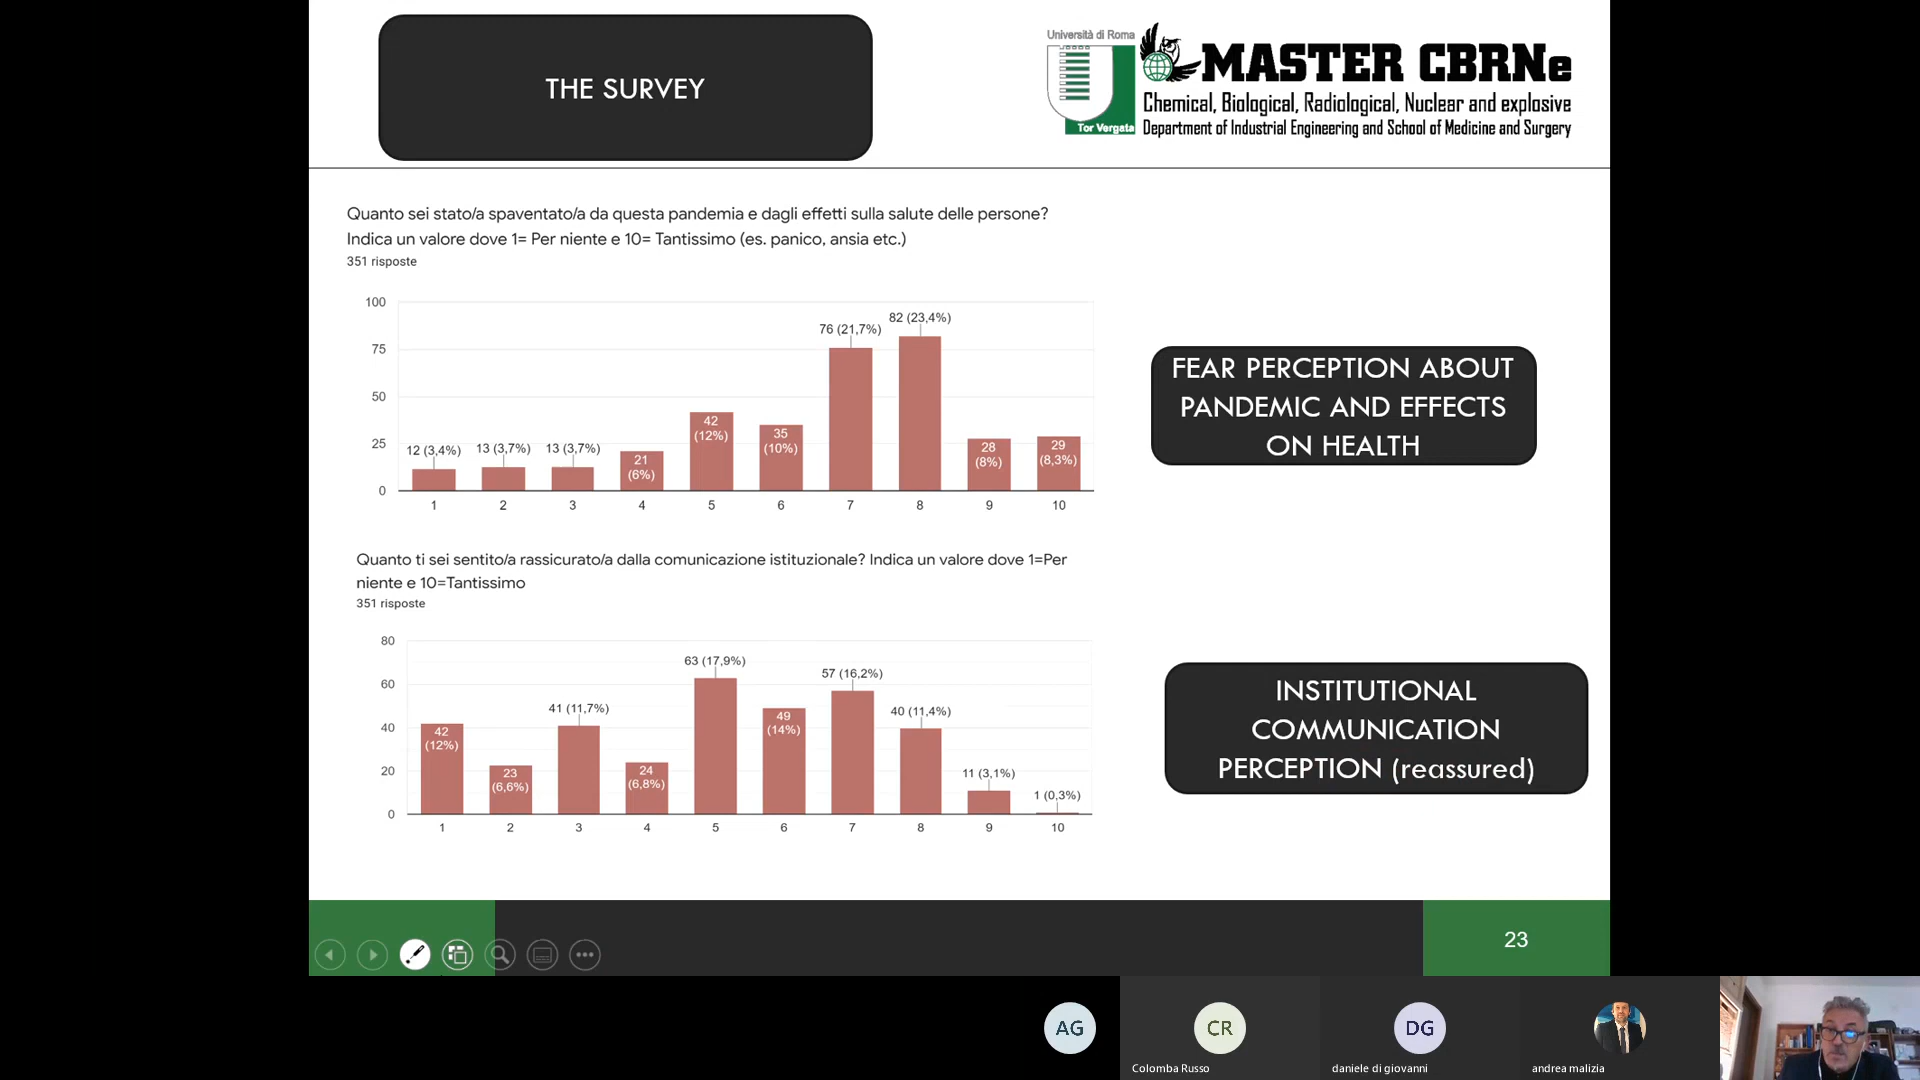 THE SURVEY
Università di Roma
Tor Vergata
MASTER CBRNe
Chemical, Biological, Radiological, Nuclear and explosive
Department of Industrial Engineering and School of Medicine and Surgery
Quanto sei stato/a spaventato/a da questa pandemia e dagli effetti sulla salute delle persone?
Indica un valore dove 1= Per niente e 10= Tantissimo (es. panico, ansia etc.)
351 risposte
100
75
50
25
0
12 (3,4%)
13 (3,7%)
13 (3,7%)
21
(6%)
42
(12%)
35
(10%)
76 (21,7%)
82 (23,4%)
28
(8%)
29
(8,3%)
1 2 3 4 5 6 7 8 9 10
FEAR PERCEPTION ABOUT
PANDEMIC AND EFFECTS
ON HEALTH
Quanto ti sei sentito/a rassicurato/a dalla comunicazione istituzionale? Indica un valore dove 1=Per
niente e 10=Tantissimo
351 risposte
80
60
40
20
0
42
(12%)
23
(6,6%)
41 (11,7%)
24
(6,8%)
63 (17,9%)
49
(14%)
57 (16,2%)
40 (11,4%)
11 (3,1%)
1 (0,3%)
1 2 3 4 5 6 7 8 9 10
INSTITUTIONAL
COMMUNICATION
PERCEPTION (reassured)
23
AG
CR
Colomba Russo
DG
daniele di giovanni
andrea malizia